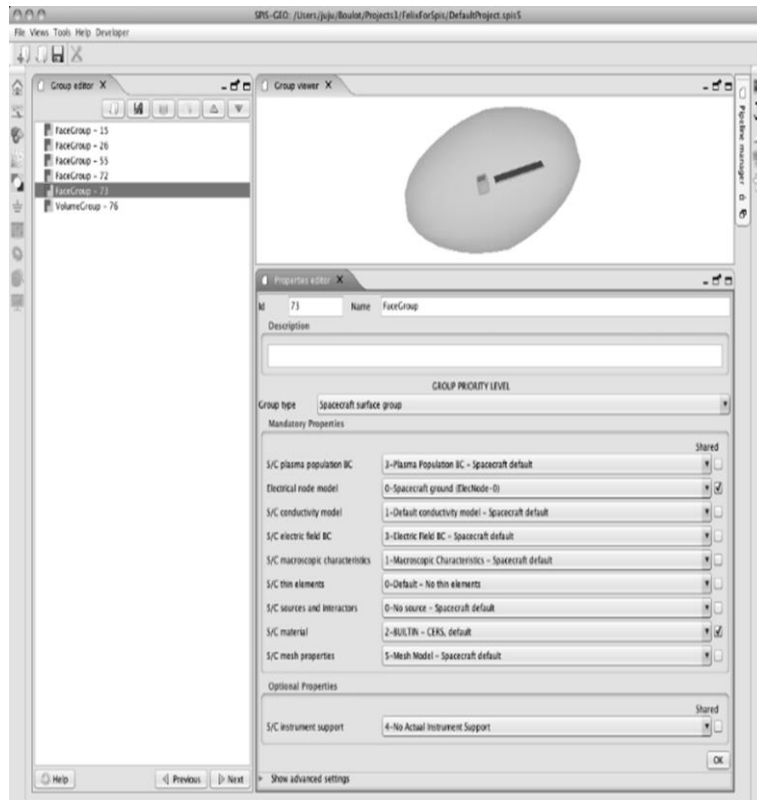 SPIS-GEO: /Users/juju/Boulot/Projects3/FelixForSpis/DefaultProject.spis5
File Views Tools Help Developer
Group editor X
FaceGroup - 15
FaceGroup - 26
FaceGroup - 55
FaceGroup - 72
FaceGroup - 73
VolumeGroup - 76
Help
Previous
Next
Group viewer X
Pipeline manager
Properties editor X
Id 73 Name FaceGroup
Description
GROUP PRIORITY LEVEL
Group type Spacecraft surface group
Mandatory Properties
Shared
S/C plasma population BC 3-Plasma Population BC - Spacecraft default
Electrical node model 0-Spacecraft ground (ElecNode-0)
S/C conductivity model 1-Default conductivity model - Spacecraft default
S/C electric field BC 3-Electric Field BC - Spacecraft default
S/C macroscopic characteristics 1-Macroscopic Characteristics - Spacecraft default
S/C thin elements 0-Default - No thin elements
S/C sources and interactors 0-No source - Spacecraft default
S/C material 2-BUILTIN - CERS, default
S/C mesh properties 5-Mesh Model - Spacecraft default
Optional Properties
Shared
S/C instrument support 4-No Actual Instrument Support
OK
Show advanced settings